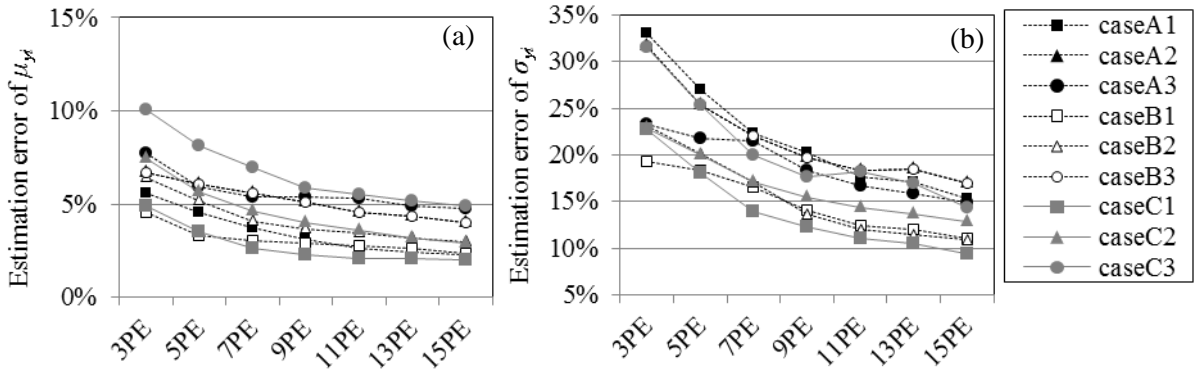 Estimation error of μyi
15%
10%
5%
0%
(a)
3PE
5PE
7PE
9PE
11PE
13PE
15PE
Estimation error of σyi
35%
30%
25%
20%
15%
10%
5%
(b)
3PE
5PE
7PE
9PE
11PE
13PE
15PE
caseA1
caseA2
caseA3
caseB1
caseB2
caseB3
caseC1
caseC2
caseC3